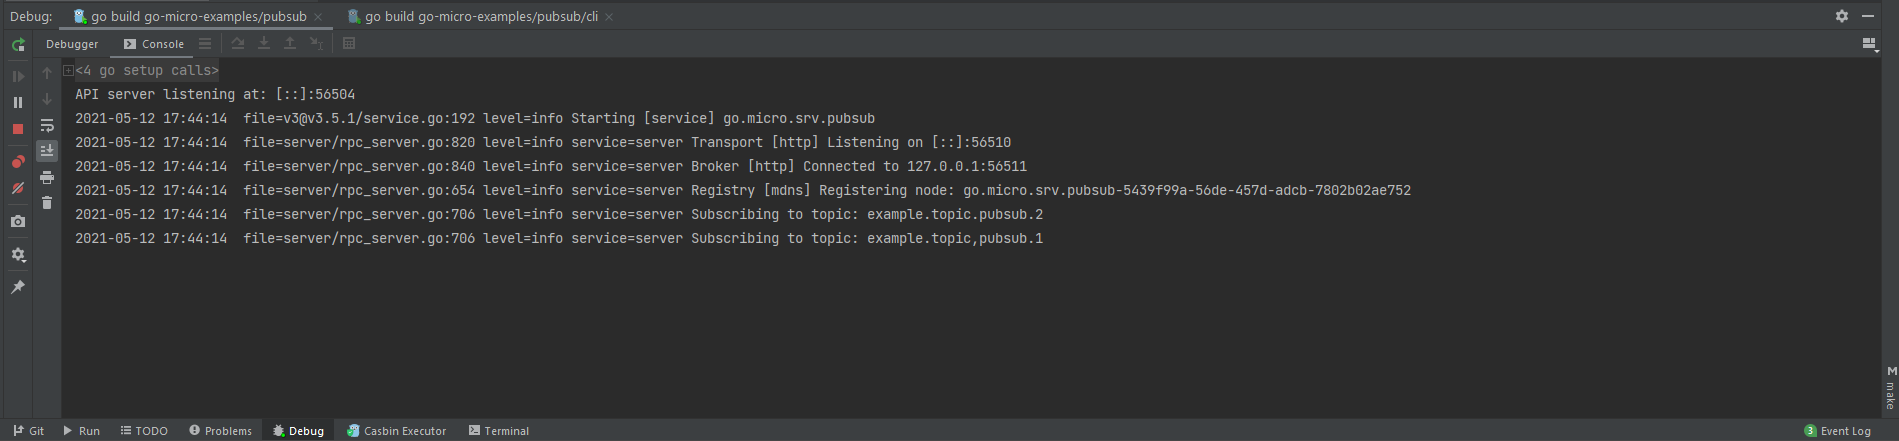 Debug: go build go-micro-examples/pubsub × go build go-micro-examples/pubsub/cli ×
Debugger Console
<4 go setup calls>
API server listening at: [::]:56504
2021-05-12 17:44:14  file=v3@v3.5.1/service.go:192 level=info Starting [service] go.micro.srv.pubsub
2021-05-12 17:44:14  file=server/rpc_server.go:820 level=info service=server Transport [http] Listening on [::]:56510
2021-05-12 17:44:14  file=server/rpc_server.go:840 level=info service=server Broker [http] Connected to 127.0.0.1:56511
2021-05-12 17:44:14  file=server/rpc_server.go:654 level=info service=server Registry [mdns] Registering node: go.micro.srv.pubsub-5439f99a-56de-457d-adcb-7802b02ae752
2021-05-12 17:44:14  file=server/rpc_server.go:706 level=info service=server Subscribing to topic: example.topic.pubsub.2
2021-05-12 17:44:14  file=server/rpc_server.go:706 level=info service=server Subscribing to topic: example.topic,pubsub.1
M make
Git Run TODO Problems Debug Casbin Executor Terminal 3 Event Log